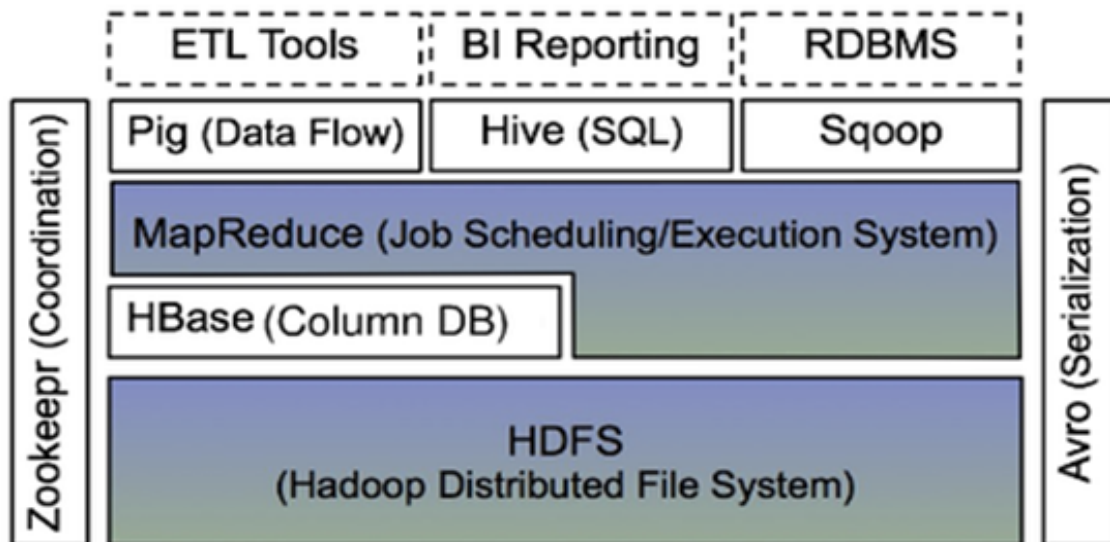 ETL Tools
BI Reporting
RDBMS
Zookeepr (Coordination)
Pig (Data Flow)
Hive (SQL)
Sqoop
Avro (Serialization)
MapReduce (Job Scheduling/Execution System)
HBase (Column DB)
HDFS
(Hadoop Distributed File System)